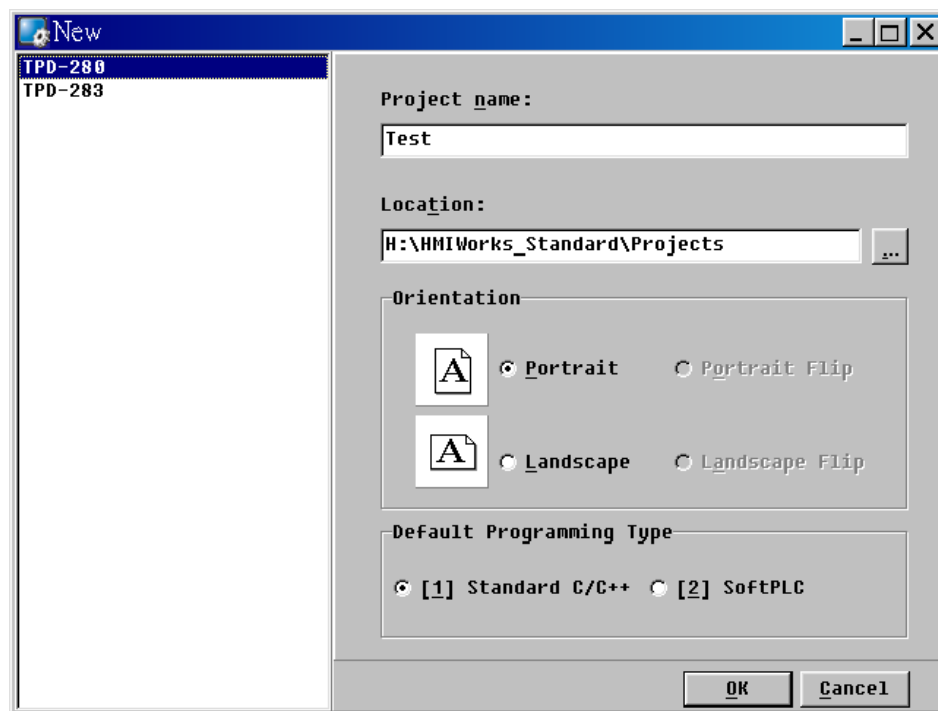 New
TPD-280
TPD-283
Project name:
Test
Location:
H:\HMIWorks_Standard\Projects
...
Orientation
A Portrait Portrait Flip
A Landscape Landscape Flip
Default Programming Type
[1] Standard C/C++ [2] SoftPLC
OK Cancel